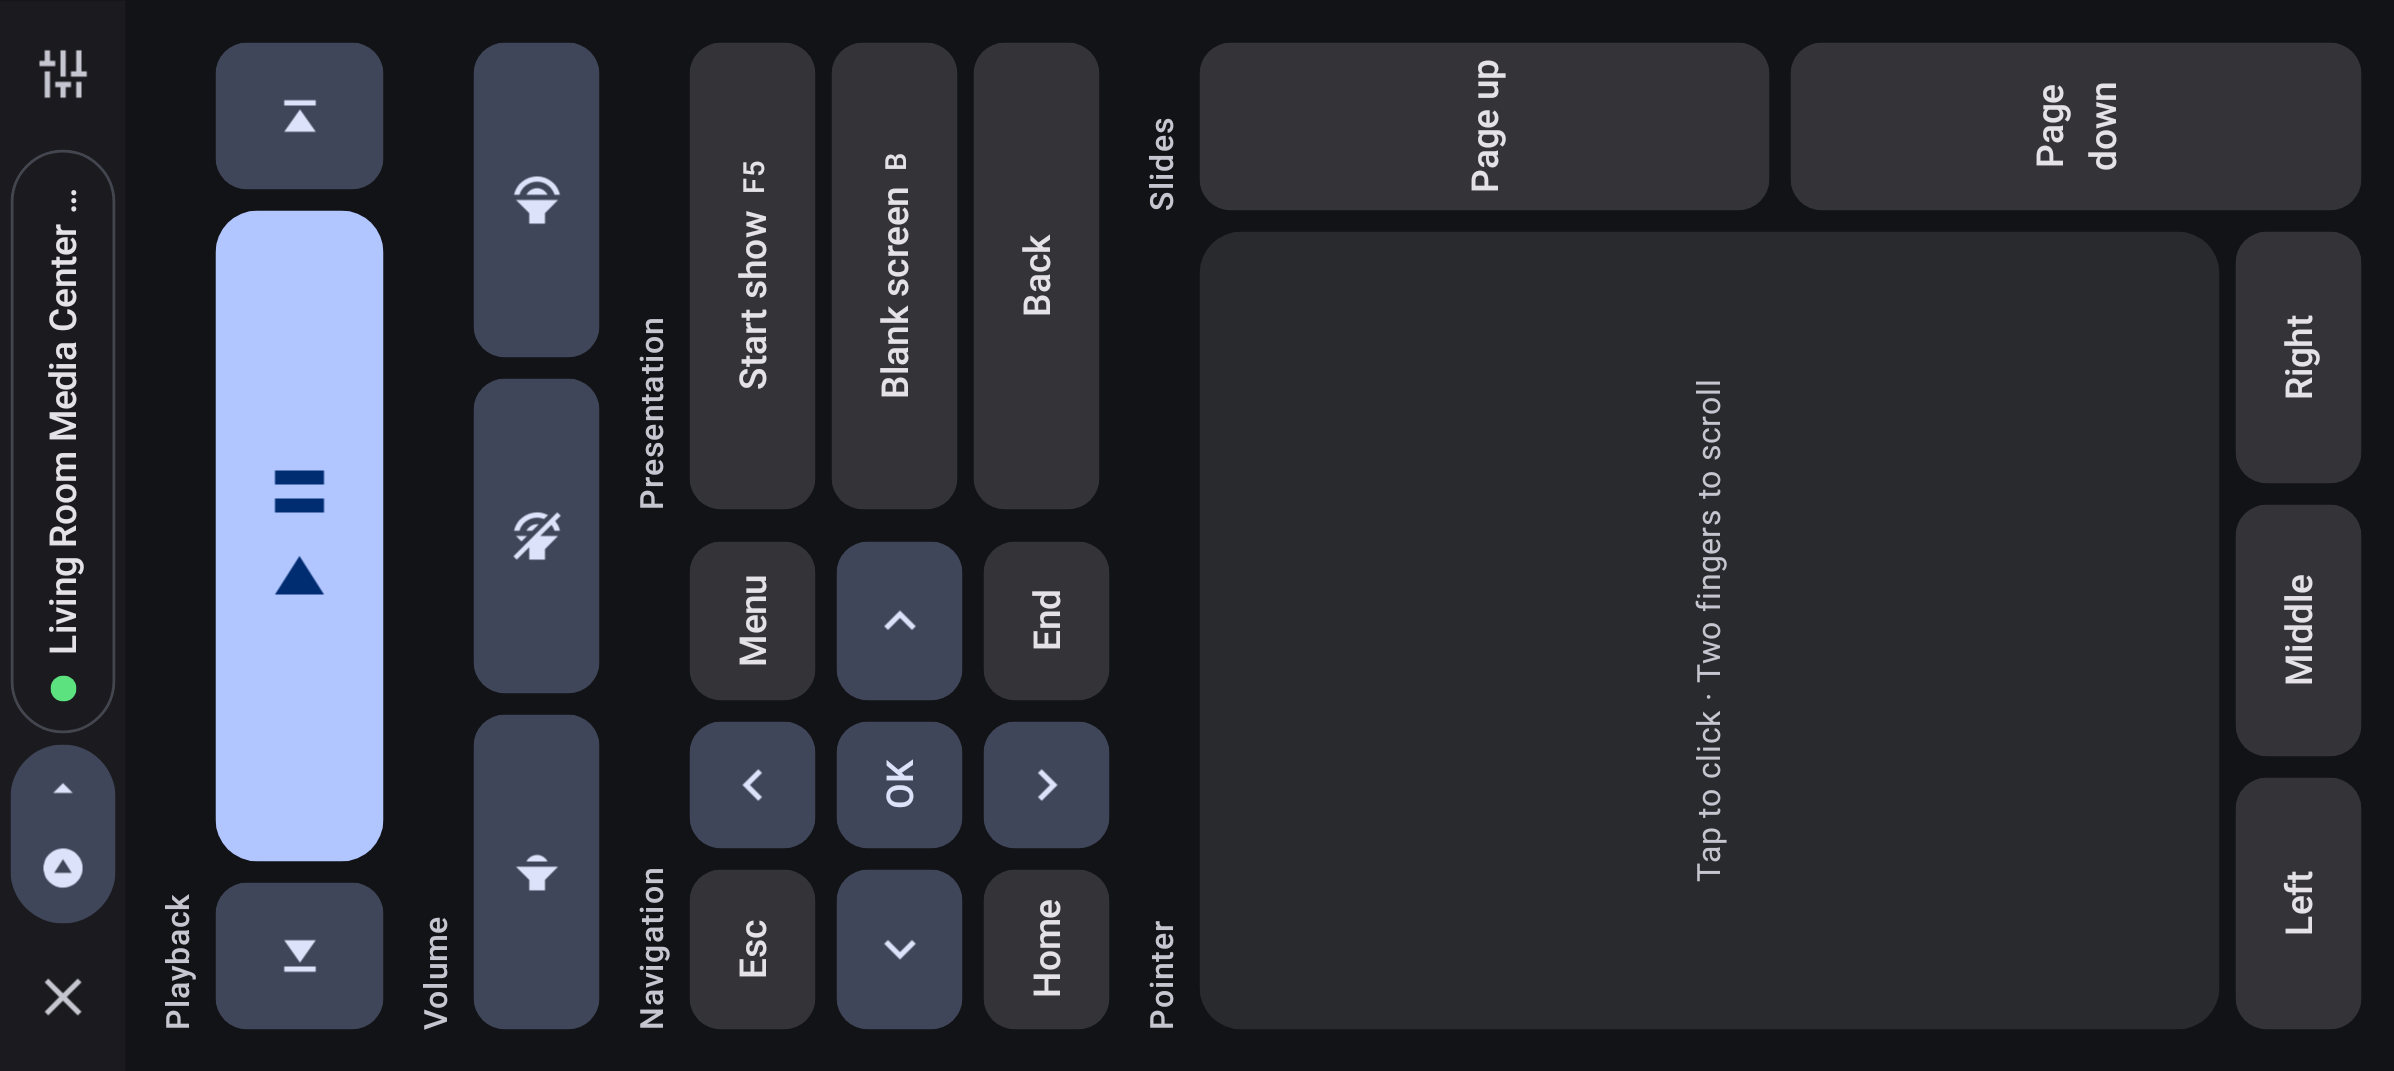 Living Room Media Center ...
Playback
Volume
Navigation
Presentation
Esc
Menu
Start show F5
OK
Blank screen B
Home
End
Back
Pointer
Slides
Tap to click · Two fingers to scroll
Page up
Page
down
Left
Middle
Right